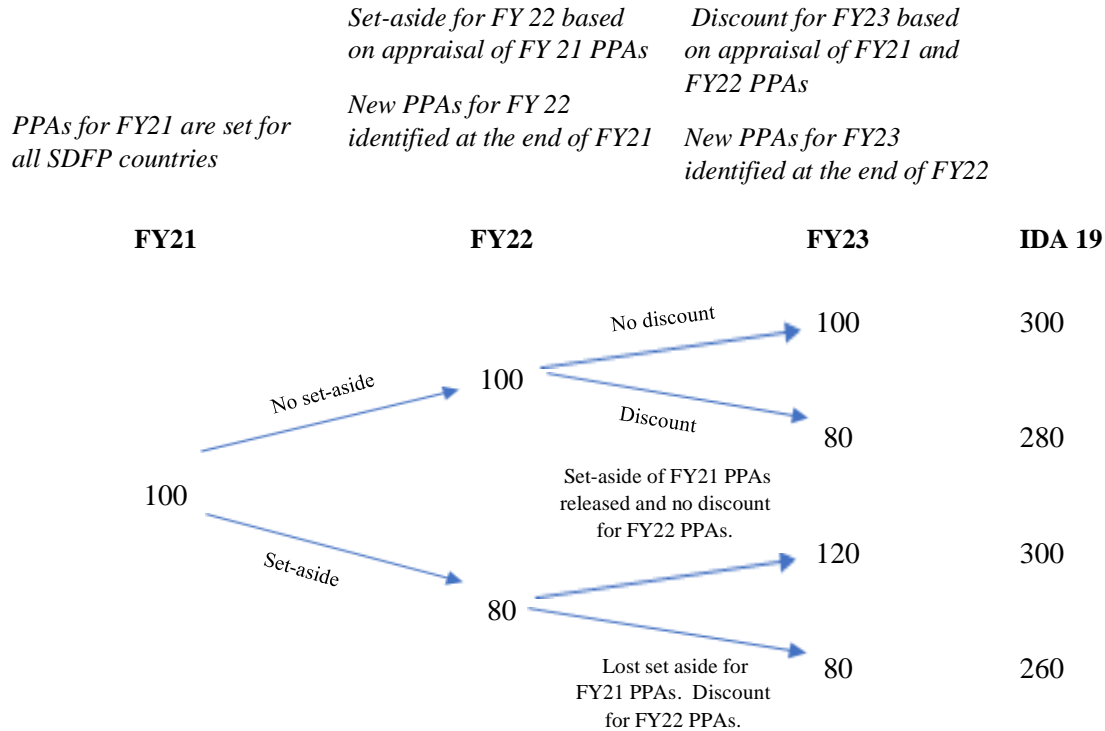 PPAs for FY21 are set for
all SDFP countries
Set-aside for FY 22 based
on appraisal of FY 21 PPAs
New PPAs for FY 22
identified at the end of FY21
Discount for FY23 based
on appraisal of FY21 and
FY22 PPAs
New PPAs for FY23
identified at the end of FY22
FY21
FY22
FY23
IDA 19
No discount
100
300
No set-aside
100
Discount
80
280
Set-aside of FY21 PPAs
released and no discount
for FY22 PPAs.
100
120
300
Set-aside
80
80
260
Lost set aside for
FY21 PPAs. Discount
for FY22 PPAs.